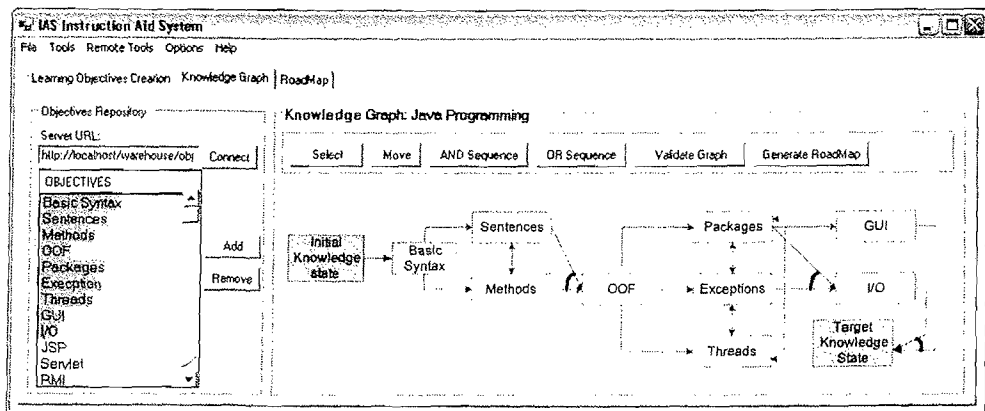 IAS Instruction Aid System
File Tools Remote Tools Options Help
Learning Objectives Creation Knowledge Graph RoadMap
Objectives Repository
Server URL:
http://localhost/warehouse/obj
Connect
OBJECTIVES
Basic Syntax
Sentences
Methods
OOF
Packages
Exception
Threads
GUI
I/O
JSP
Servlet
RMI
Add
Remove
Knowledge Graph: Java Programming
Select Move AND Sequence OR Sequence Validate Graph Generate RoadMap
Initial
Knowledge
state
Basic
Syntax
Sentences
Methods
OOF
Packages
Exceptions
Threads
GUI
I/O
Target
Knowledge
State